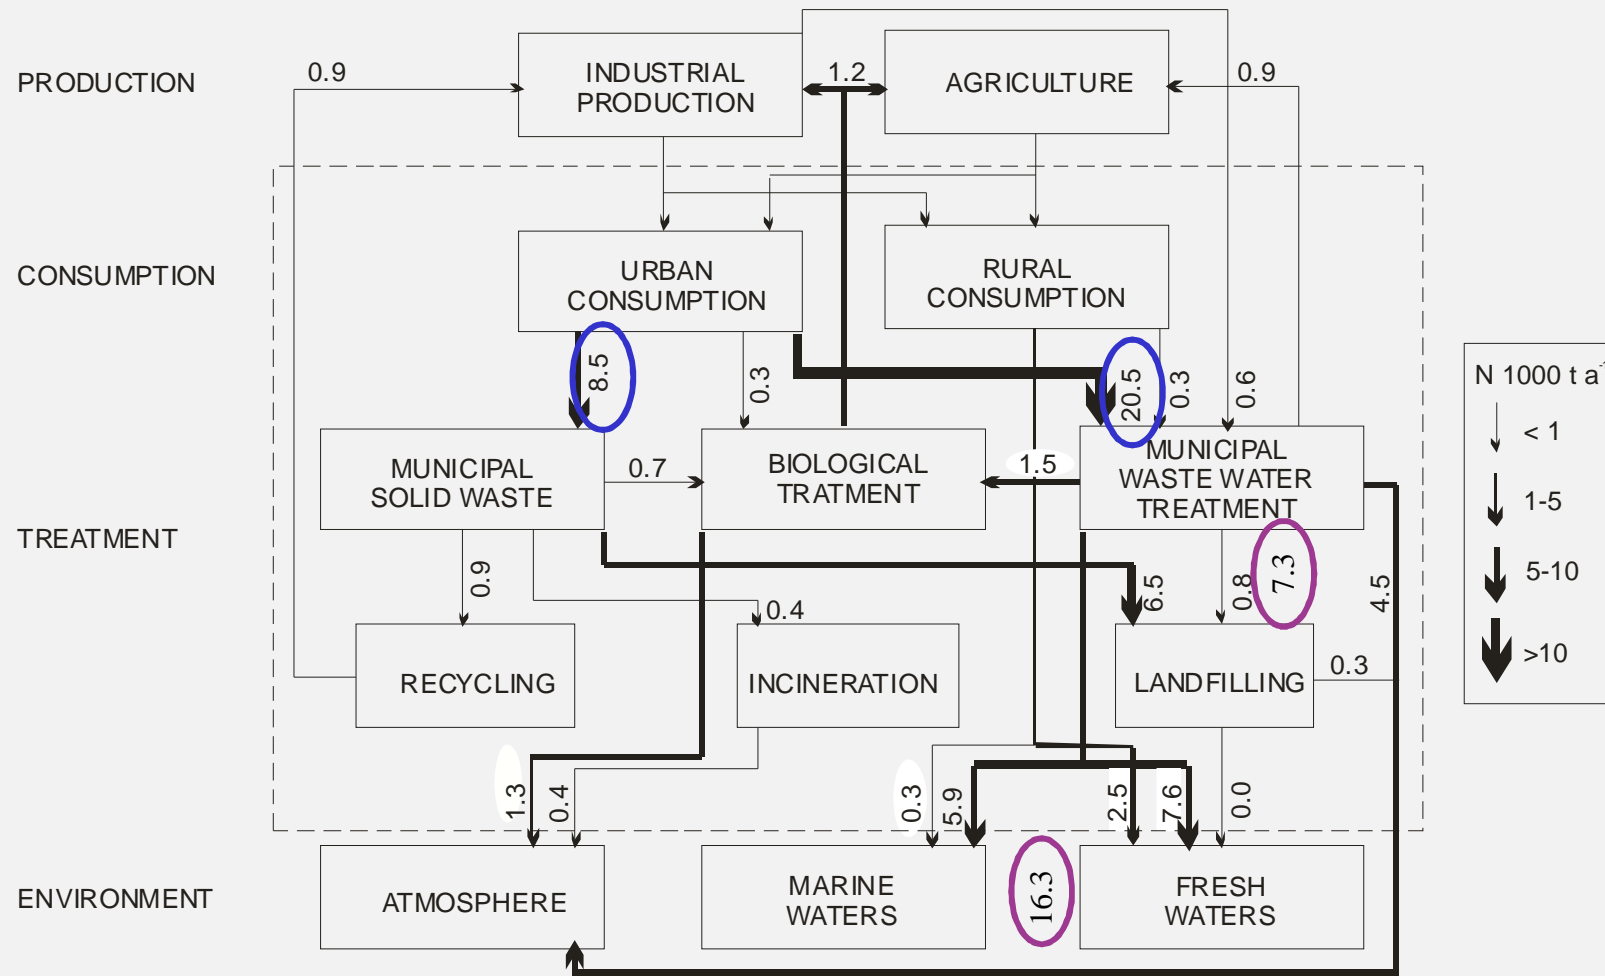 PRODUCTION
0.9
INDUSTRIAL
PRODUCTION
1.2
AGRICULTURE
0.9
CONSUMPTION
URBAN
CONSUMPTION
RURAL
CONSUMPTION
8.5
0.3
20.5
0.3
0.6
N 1000 t a⁻
< 1
1-5
5-10
>10
TREATMENT
MUNICIPAL
SOLID WASTE
0.7
BIOLOGICAL
TRATMENT
1.5
MUNICIPAL
WASTE WATER
TREATMENT
0.9
0.4
6.5
0.8
7.3
4.5
RECYCLING
INCINERATION
LANDFILLING
0.3
1.3
0.4
0.3
5.9
2.5
7.6
0.0
ENVIRONMENT
ATMOSPHERE
MARINE
WATERS
16.3
FRESH
WATERS